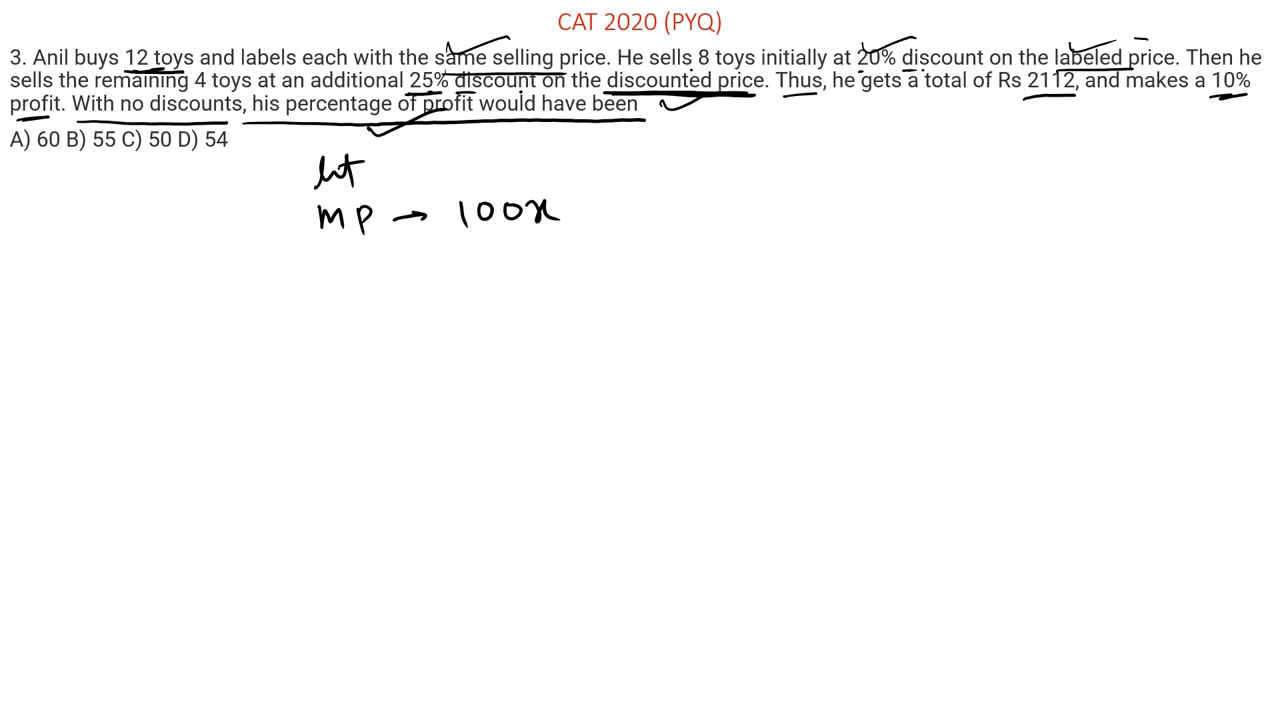 CAT 2020 (PYQ)
3. Anil buys 12 toys and labels each with the same selling price. He sells 8 toys initially at 20% discount on the labeled price. Then he
sells the remaining 4 toys at an additional 25% discount on the discounted price. Thus, he gets a total of Rs 2112, and makes a 10%
profit. With no discounts, his percentage of profit would have been
A) 60 B) 55 C) 50 D) 54
let
MP → 100x